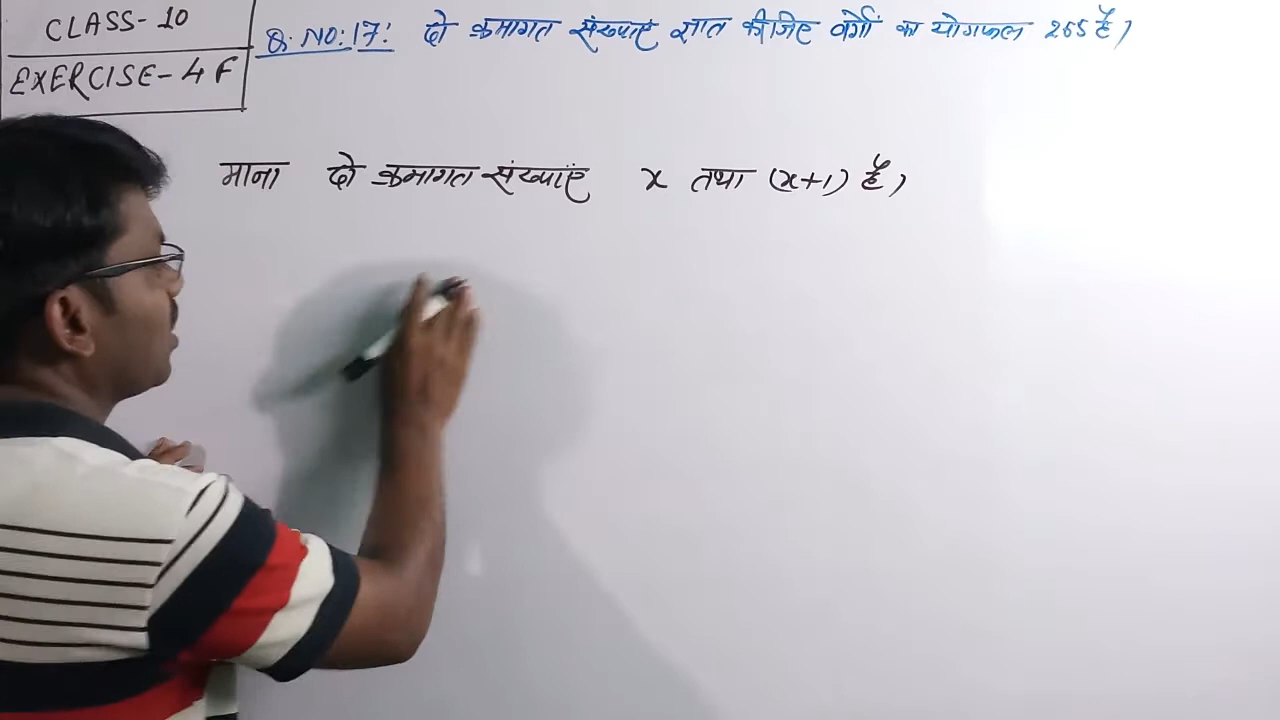 CLASS-10
EXERCISE-4F
Q. NO: 17: दो क्रमागत संख्याएं ज्ञात कीजिए वर्गों का योगफल 265 है।
माना दो क्रमागत संख्याएं x तथा (x+1) है।